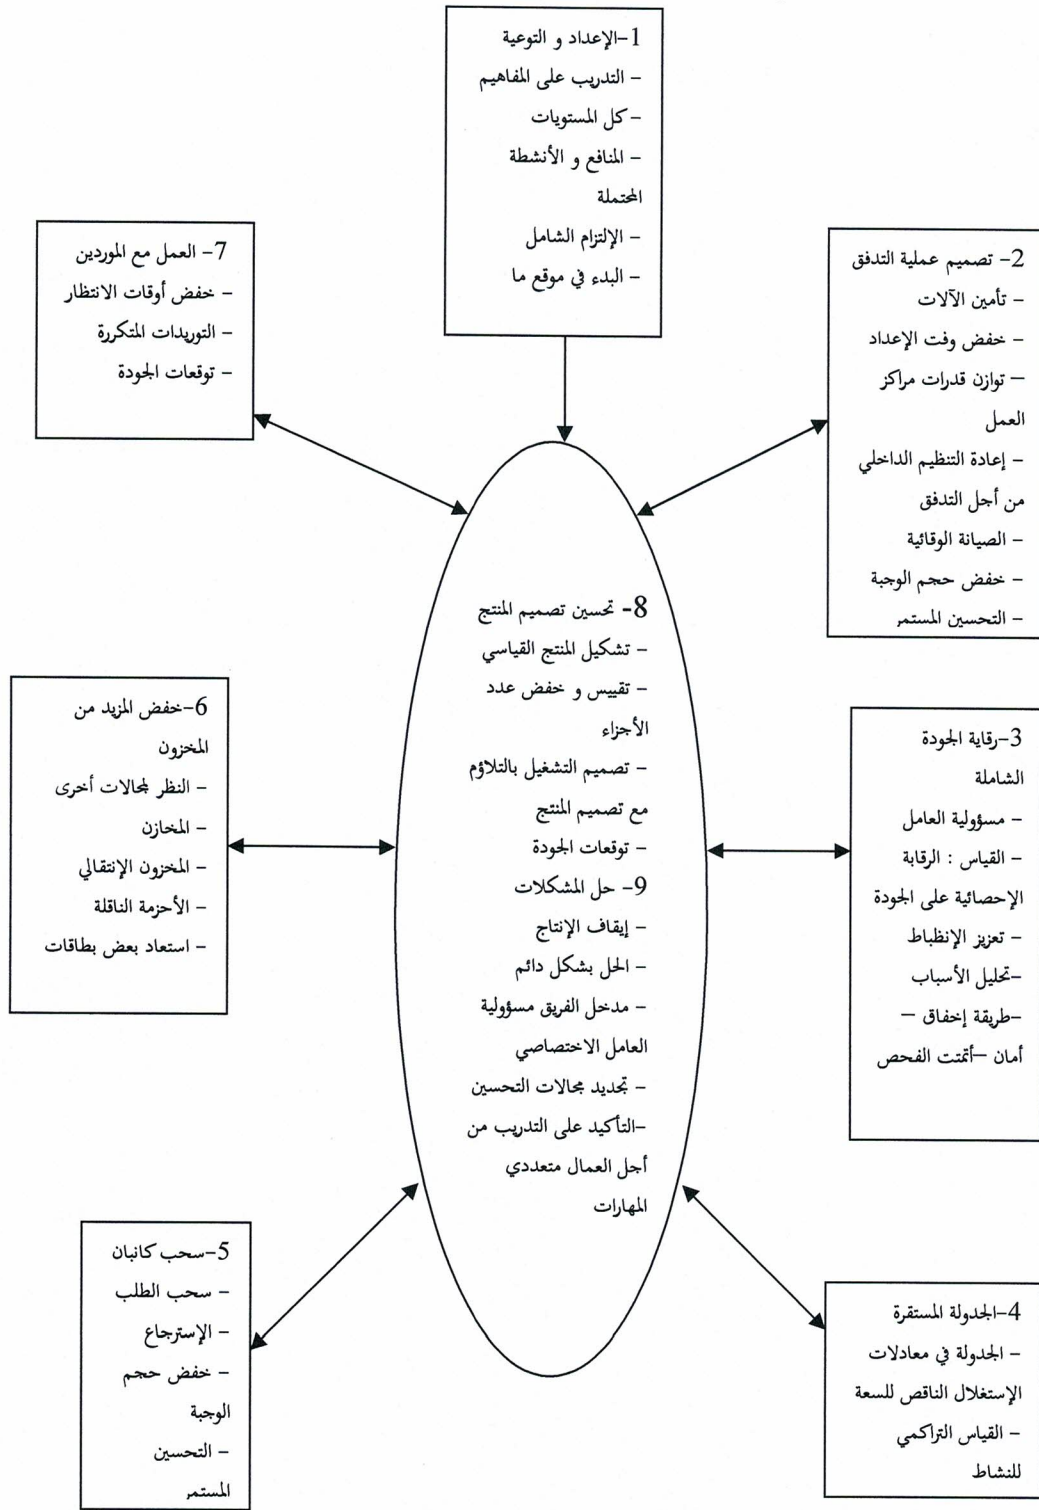 1-الإعداد و التوعية
- التدريب على المفاهيم
- كل المستويات
- المنافع و الأنشطة
المحتملة
- الإلتزام الشامل
- البدء في موقع ما
2- تصميم عملية التدفق
- تأمين الآلات
- خفض وفت الإعداد
– توازن قدرات مراكز
العمل
- إعادة التنظيم الداخلي
من أجل التدفق
- الصيانة الوقائية
- خفض حجم الوجبة
- التحسين المستمر
3-رقاية الجودة
الشاملة
- مسؤولية العامل
- القياس : الرقابة
الإحصائية على الجودة
- تعزيز الإنظباط
-تحليل الأسباب
-طريقة إخفاق –
أمان –أتمتت الفحص
4-الجدولة المستقرة
- الجدولة في معادلات
الإستغلال الناقص للسعة
- القياس التراكمي
للنشاط
5-سحب كانبان
- سحب الطلب
- الإسترجاع
- خفض حجم
الوجبة
- التحسين
المستمر
6-خفض المزيد من
المخزون
- النظر لمحالات أخرى
- المخازن
- المخزون الإنتقالي
- الأحزمة الناقلة
- استعاد بعض بطاقات
7- العمل مع الموردين
- خفض أوقات الانتظار
- التوريدات المتكررة
- توقعات الجودة
8- تحسين تصميم المنتج
- تشكيل المنتج القياسي
- تقييس و خفض عدد
الأجزاء
- تصميم التشغيل بالتلاؤم
مع تصميم المنتج
- توقعات الجودة
9- حل المشكلات
- إيقاف الإنتاج
- الحل بشكل دائم
- مدخل الفريق مسؤولية
العامل الاختصاصي
- تحديد مجالات التحسين
-التأكيد على التدريب من
أجل العمال متعددي
المهارات